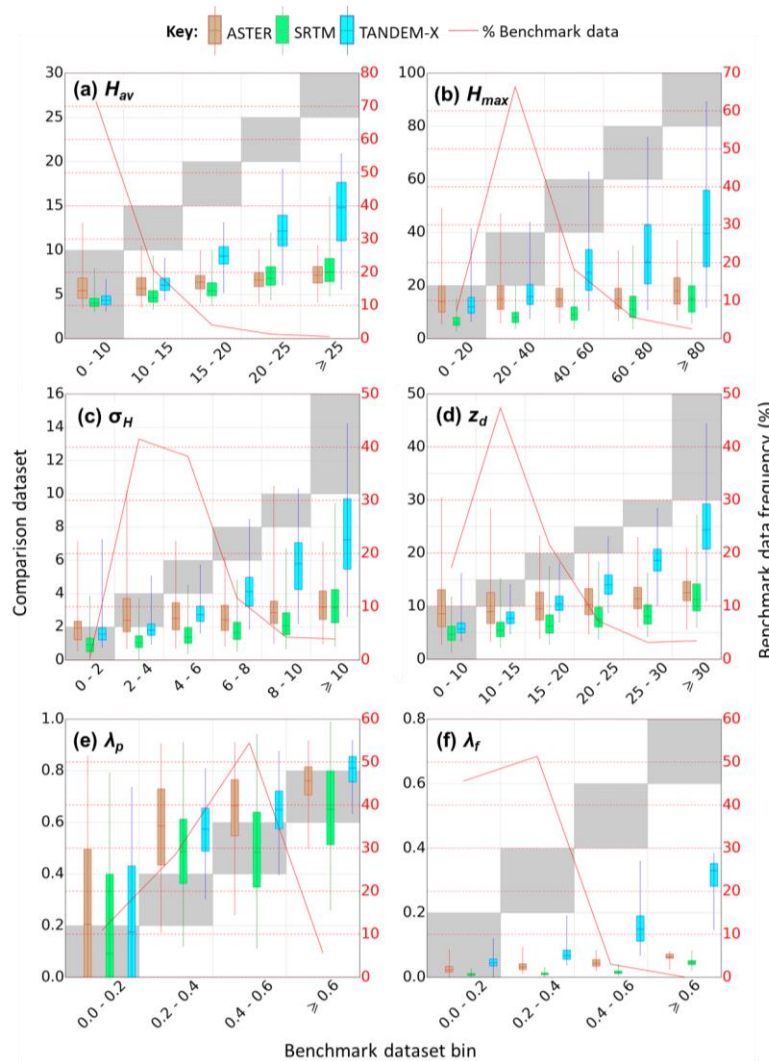 Key: ASTER SRTM TANDEM-X % Benchmark data
(a) H_av
30
25
20
15
10
5
0
80
70
60
50
40
30
20
10
0
0 - 10
10 - 15
15 - 20
20 - 25
⩾ 25
(b) H_max
100
80
60
40
20
0
70
60
50
40
30
20
10
0
0 - 20
20 - 40
40 - 60
60 - 80
⩾ 80
(c) σ_H
16
14
12
10
8
6
4
2
0
50
40
30
20
10
0
0 - 2
2 - 4
4 - 6
6 - 8
8 - 10
⩾ 10
(d) z_d
50
40
30
20
10
0
50
40
30
20
10
0
0 - 10
10 - 15
15 - 20
20 - 25
25 - 30
⩾ 30
(e) λ_p
1.0
0.8
0.6
0.4
0.2
0.0
60
50
40
30
20
10
0
0.0 - 0.2
0.2 - 0.4
0.4 - 0.6
⩾ 0.6
(f) λ_f
0.8
0.6
0.4
0.2
0.0
60
50
40
30
20
10
0
0.0 - 0.2
0.2 - 0.4
0.4 - 0.6
⩾ 0.6
Comparison dataset
Benchmark data frequency (%)
Benchmark dataset bin